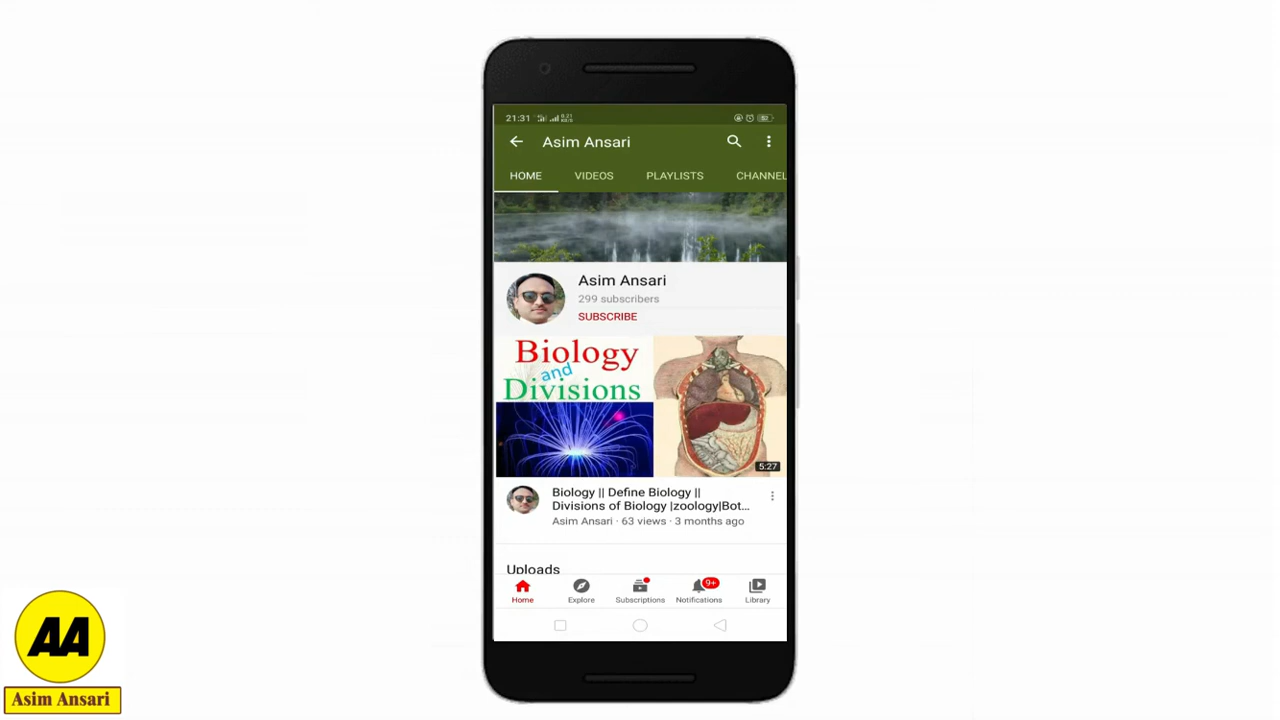 21:31
Asim Ansari
HOME VIDEOS PLAYLISTS CHANNEL
Asim Ansari
299 subscribers
SUBSCRIBE
Biology
and
Divisions
5:27
Biology || Define Biology ||
Divisions of Biology |zoology|Bot...
Asim Ansari · 63 views · 3 months ago
Uploads
9+
Home Explore Subscriptions Notifications Library
AA
Asim Ansari